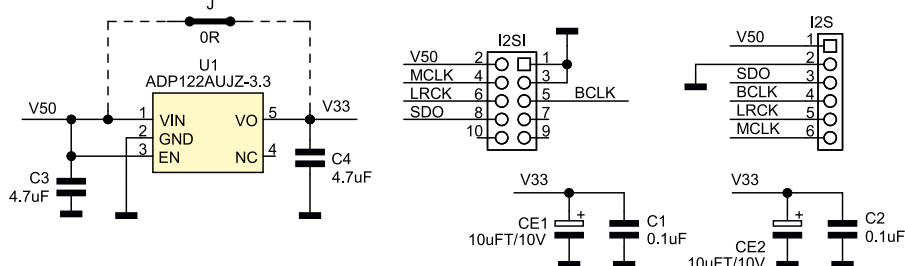 J
0R
U1
ADP122AUJZ-3.3
V50
1
VIN
VO
5
V33
2
GND
3
EN
NC
4
C3
4.7uF
C4
4.7uF
I2SI
V50
2
1
MCLK
4
3
LRCK
6
5
BCLK
SDO
8
7
10
9
I2S
V50
1
2
SDO
3
BCLK
4
LRCK
5
MCLK
6
V33
CE1
10uFT/10V
+
C1
0.1uF
V33
CE2
10uFT/10V
+
C2
0.1uF